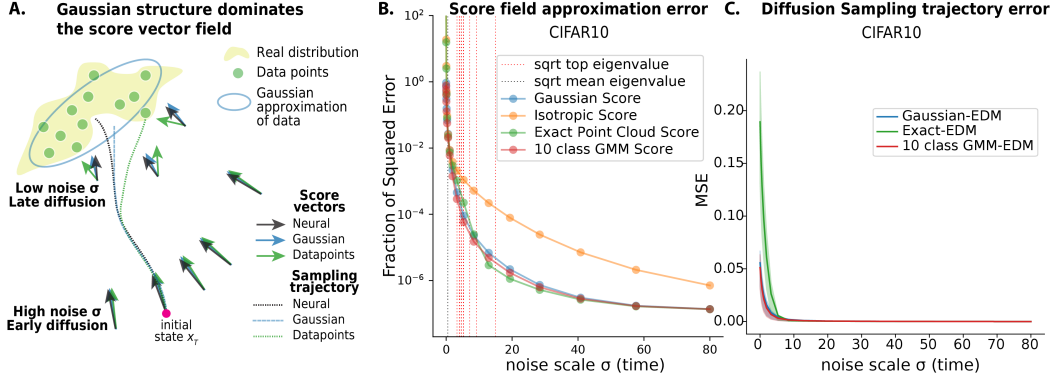 A.
Gaussian structure dominates
the score vector field
Real distribution
Data points
Gaussian
approximation
of data
Low noise σ
Late diffusion
Score
vectors
Neural
Gaussian
Datapoints
Sampling
trajectory
Neural
Gaussian
Datapoints
High noise σ
Early diffusion
initial
state x_T
B.
Score field approximation error
CIFAR10
Fraction of Squared Error
10²
10⁰
10⁻²
10⁻⁴
10⁻⁶
sqrt top eigenvalue
sqrt mean eigenvalue
Gaussian Score
Isotropic Score
Exact Point Cloud Score
10 class GMM Score
0
20
40
60
80
noise scale σ (time)
C.
Diffusion Sampling trajectory error
CIFAR10
MSE
0.20
0.15
0.10
0.05
0.00
Gaussian-EDM
Exact-EDM
10 class GMM-EDM
0 10 20 30 40 50 60 70 80
noise scale σ (time)